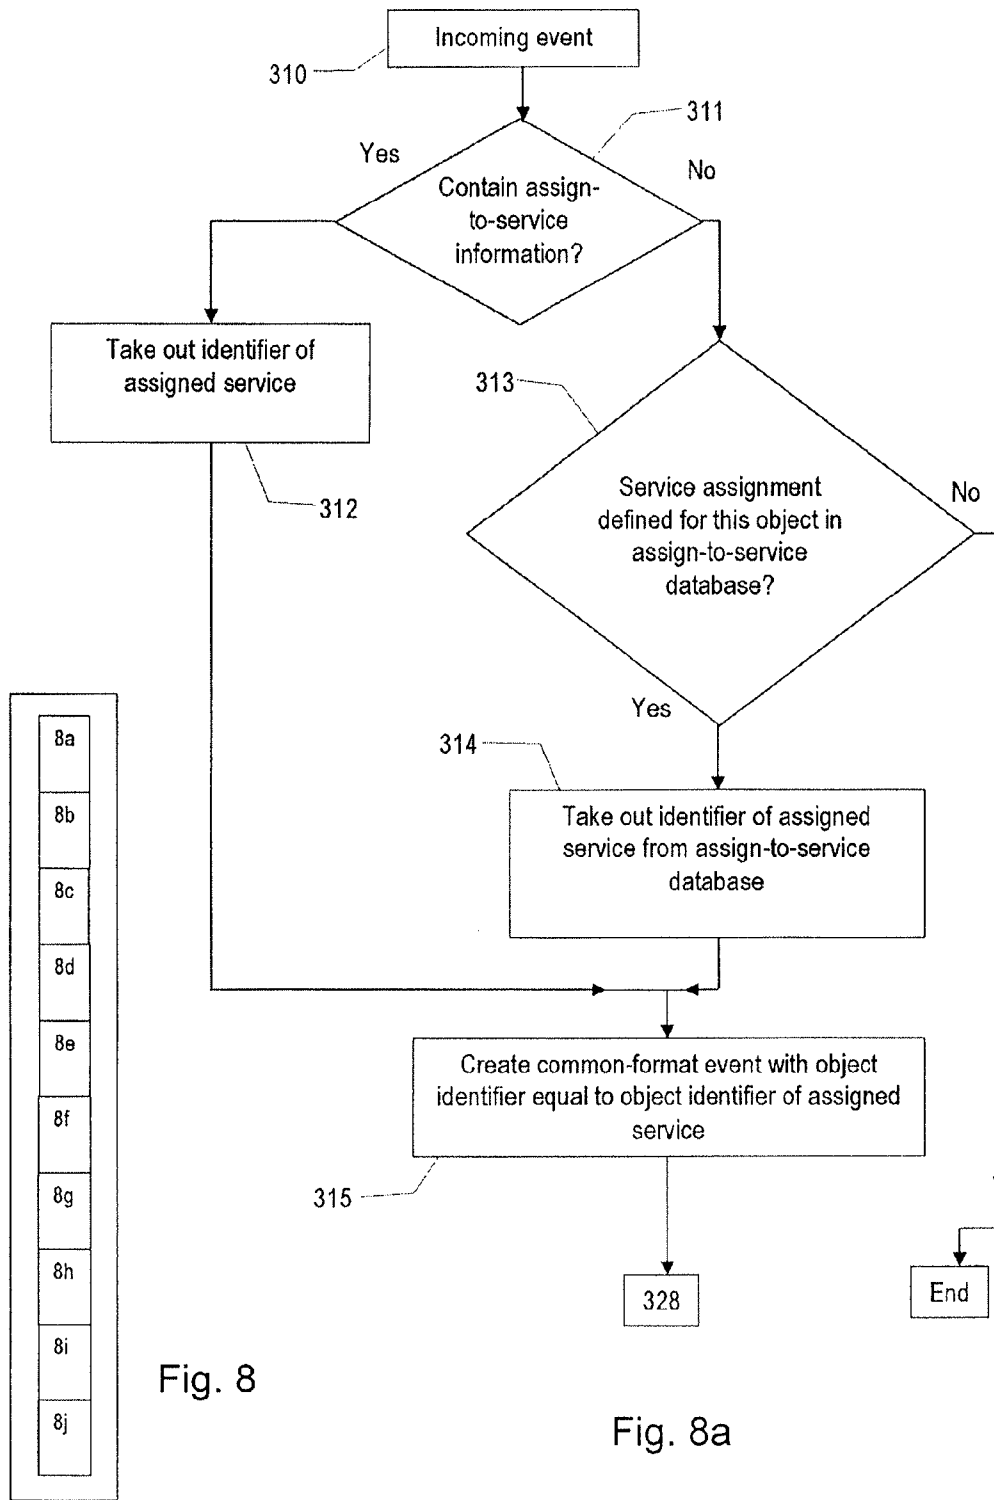 Incoming event
310
311
Yes
No
Contain assign-
to-service
information?
Take out identifier of
assigned service
312
313
Service assignment
defined for this object in
assign-to-service
database?
No
Yes
314
Take out identifier of assigned
service from assign-to-service
database
Create common-format event with object
identifier equal to object identifier of assigned
service
315
328
End
8a
8b
8c
8d
8e
8f
8g
8h
8i
8j
Fig. 8
Fig. 8a